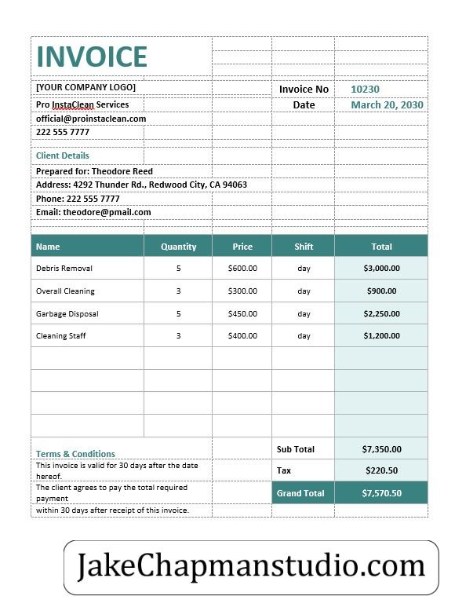 INVOICE
[YOUR COMPANY LOGO]
Invoice No 10230
Pro InstaClean Services
Date March 20, 2030
official@proinstaclean.com
222 555 7777
Client Details
Prepared for: Theodore Reed
Address: 4292 Thunder Rd., Redwood City, CA 94063
Phone: 222 555 7777
Email: theodore@pmail.com
Name Quantity Price Shift Total
Debris Removal 5 $600.00 day $3,000.00
Overall Cleaning 3 $300.00 day $900.00
Garbage Disposal 5 $450.00 day $2,250.00
Cleaning Staff 3 $400.00 day $1,200.00
Sub Total $7,350.00
Tax $220.50
Grand Total $7,570.50
Terms & Conditions
This invoice is valid for 30 days after the date
hereof.
The client agrees to pay the total required
payment
within 30 days after receipt of this invoice.
JakeChapmanstudio.com